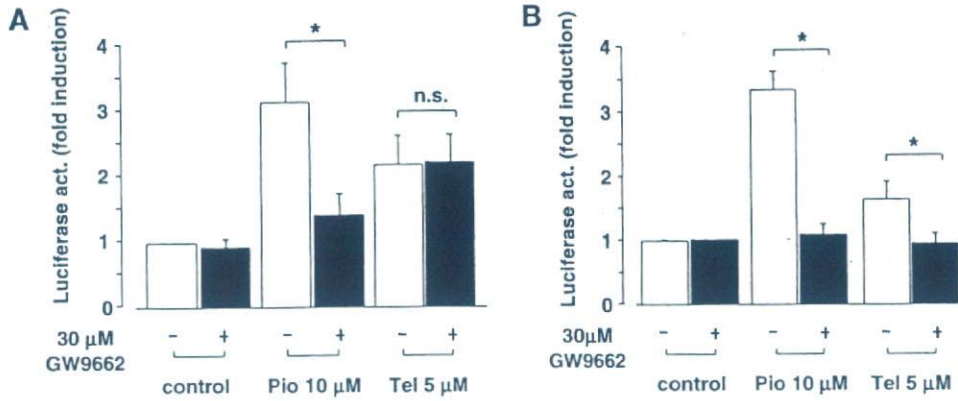 A
Luciferase act. (fold induction)
4
3
2
1
0
*
n.s.
30 μM
GW9662
- + - + - +
control Pio 10 μM Tel 5 μM
B
Luciferase act. (fold induction)
4
3
2
1
0
*
*
30μM
GW9662
- + - + - +
control Pio 10 μM Tel 5 μM